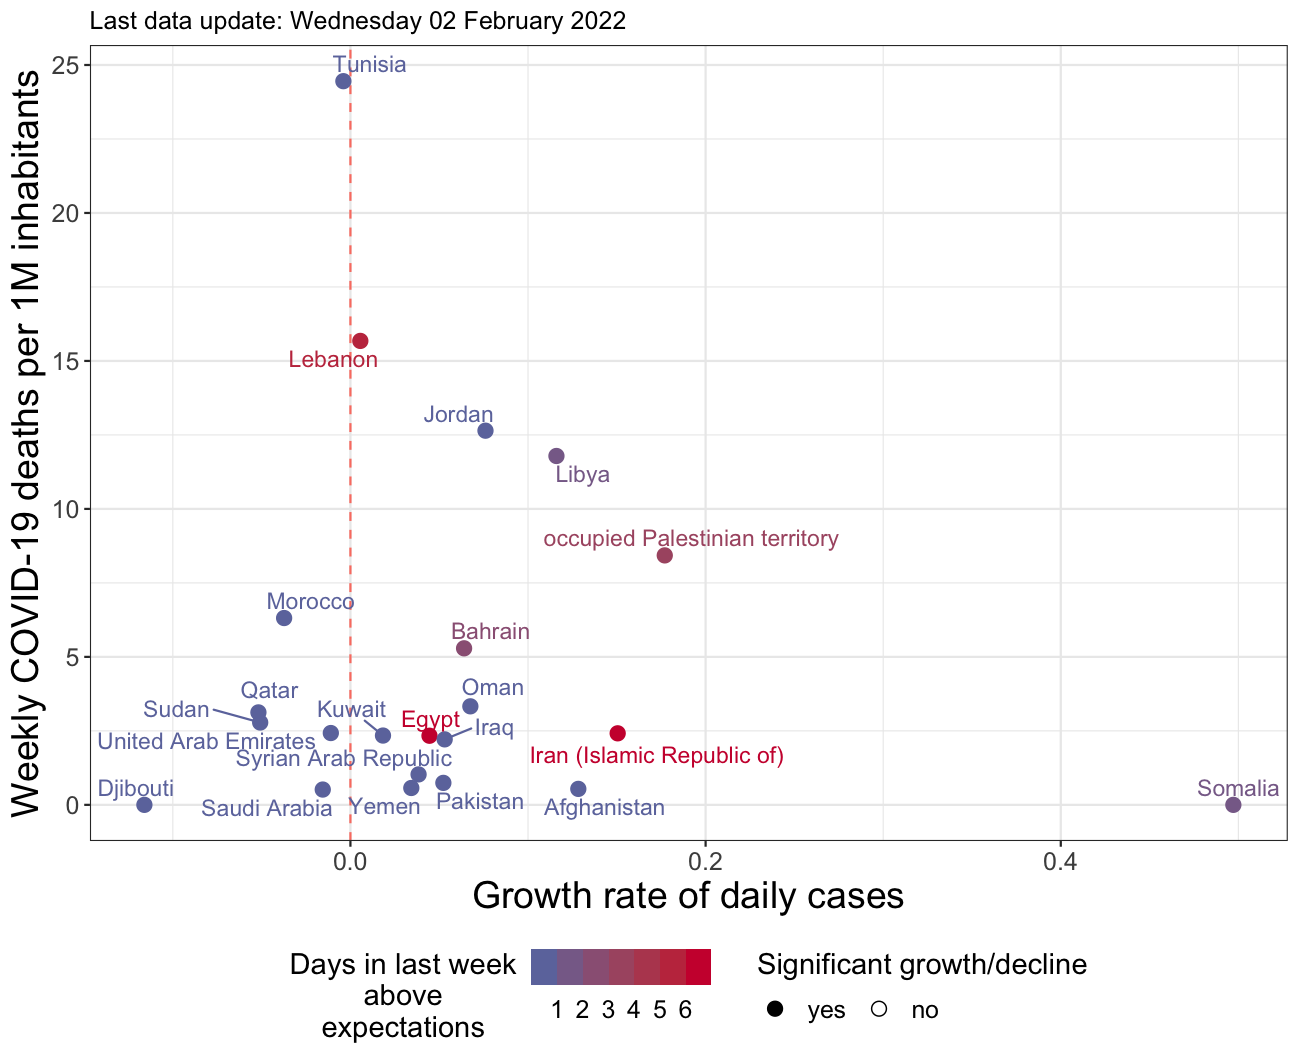 Last data update: Wednesday 02 February 2022
Weekly COVID-19 deaths per 1M inhabitants
25
20
15
10
5
0
Tunisia
Lebanon
Jordan
Libya
occupied Palestinian territory
Morocco
Bahrain
Qatar
Oman
Sudan
Kuwait
Egypt
Iraq
United Arab Emirates
Syrian Arab Republic
Iran (Islamic Republic of)
Djibouti
Somalia
Saudi Arabia
Yemen
Pakistan
Afghanistan
0.0 0.2 0.4
Growth rate of daily cases
Days in last week
above
expectations
1 2 3 4 5 6
Significant growth/decline
yes no